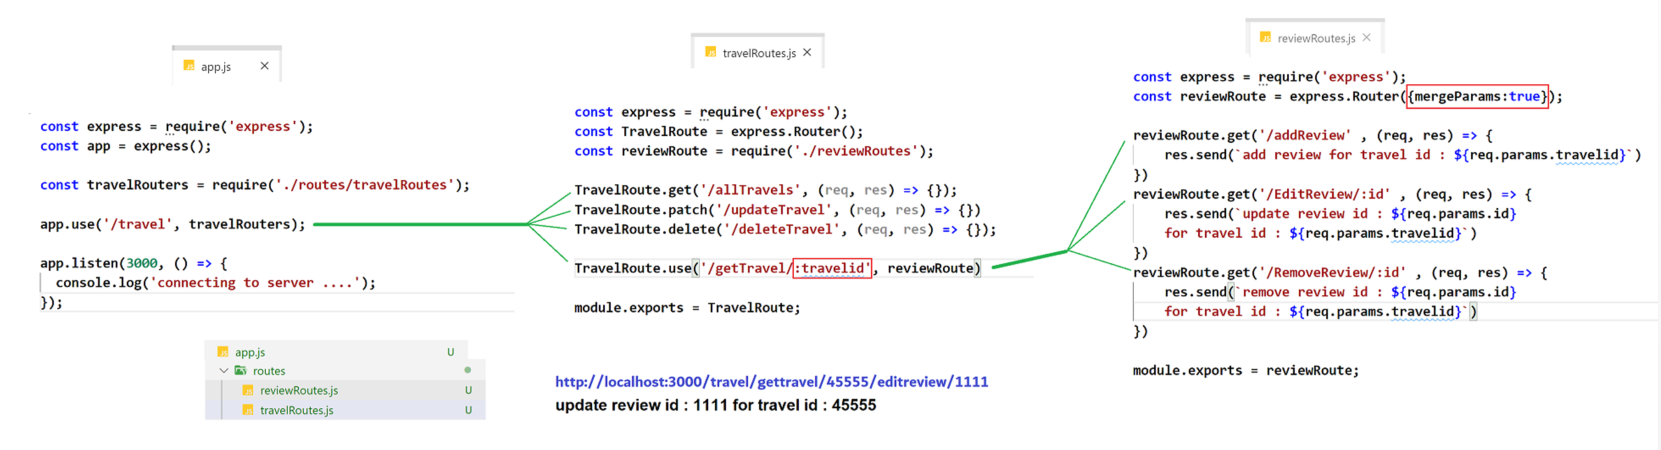 app.js
const express = require('express');
const app = express();
const travelRouters = require('./routes/travelRoutes');
app.use('/travel', travelRouters);
app.listen(3000, () => {
console.log('connecting to server ....');
});
app.js U
routes
reviewRoutes.js U
travelRoutes.js U
travelRoutes.js
const express = require('express');
const TravelRoute = express.Router();
const reviewRoute = require('./reviewRoutes');
TravelRoute.get('/allTravels', (req, res) => {});
TravelRoute.patch('/updateTravel', (req, res) => {})
TravelRoute.delete('/deleteTravel', (req, res) => {});
TravelRoute.use('/getTravel/:travelid', reviewRoute)
module.exports = TravelRoute;
http://localhost:3000/travel/gettravel/45555/editreview/1111
update review id : 1111 for travel id : 45555
reviewRoutes.js
const express = require('express');
const reviewRoute = express.Router({mergeParams:true});
reviewRoute.get('/addReview' , (req, res) => {
res.send(`add review for travel id : ${req.params.travelid}`)
})
reviewRoute.get('/EditReview/:id' , (req, res) => {
res.send(`update review id : ${req.params.id}
for travel id : ${req.params.travelid}`)
})
reviewRoute.get('/RemoveReview/:id' , (req, res) => {
res.send(`remove review id : ${req.params.id}
for travel id : ${req.params.travelid}`)
})
module.exports = reviewRoute;